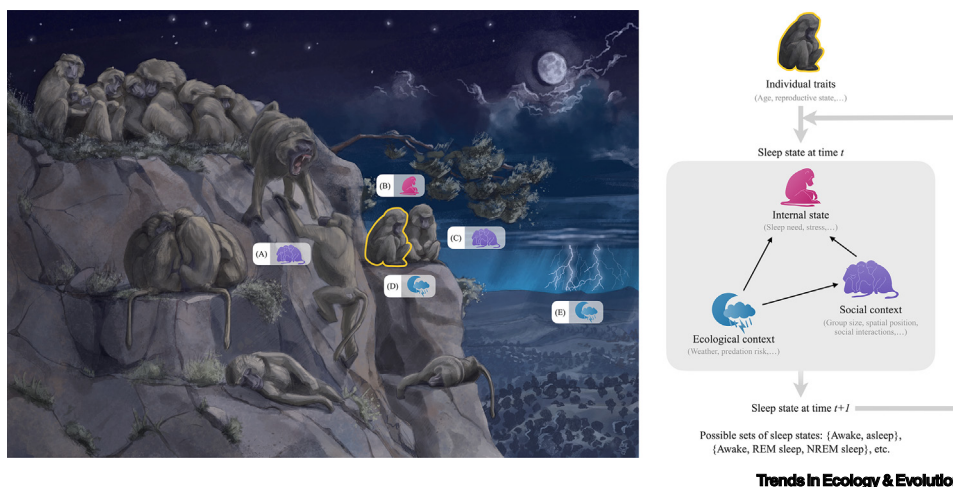 (B)
(A)
(C)
(D)
(E)
Individual traits
(Age, reproductive state,...)
Sleep state at time t
Internal state
(Sleep need, stress,...)
Social context
(Group size, spatial position,
social interactions,...)
Ecological context
(Weather, predation risk,...)
Sleep state at time t+1
Possible sets of sleep states: {Awake, asleep},
{Awake, REM sleep, NREM sleep}, etc.
Trends in Ecology & Evolution